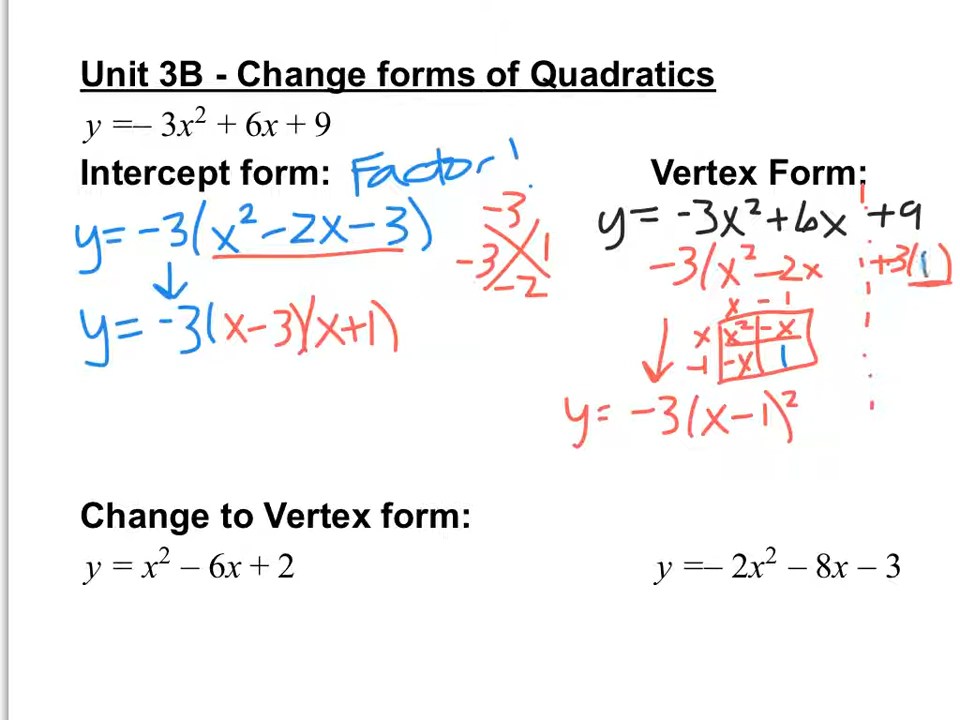 Unit 3B - Change forms of Quadratics
y =– 3x² + 6x + 9
Intercept form: Factor!
y= -3(x²-2x-3)
-3
-3 1
-2
y= -3(x-3)(x+1)
Vertex Form:
y= -3x²+6x +9
-3(x²-2x +3(1)
x -1
x x² -x
-1 -x 1
y= -3(x-1)²
Change to Vertex form:
y = x² – 6x + 2
y =– 2x² – 8x – 3